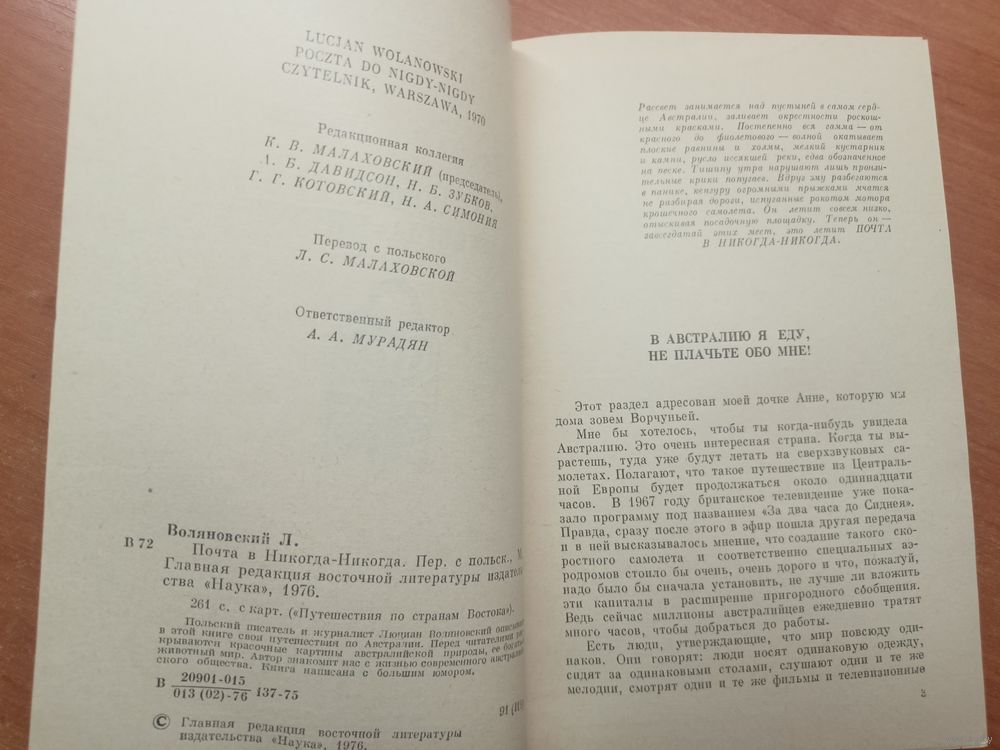 LUCJAN WOLANOWSKI
POCZTA DO NIGDY-NIGDY
CZYTELNIK, WARSZAWA, 1970
Редакционная коллегия
К. В. МАЛАХОВСКИЙ (председатель),
А. Б. ДАВИДСОН, Н. Б. ЗУБКОВ,
Г. Г. КОТОВСКИЙ, Н. А. СИМОНИЯ
Перевод с польского
Л. С. МАЛАХОВСКОЙ
Ответственный редактор
А. А. МУРАДЯН
Воляновский Л.
В 72
Почта в Никогда-Никогда. Пер. с польск., М.
Главная редакция восточной литературы издатель-
ства «Наука», 1976.
261 с. с карт. («Путешествия по странам Востока»).
Польский писатель и журналист Люциан Воляновский описывает
в этой книге свои путешествия по Австралии. Перед читателями рас-
крываются красочные картины австралийской природы, ее богатый
животный мир. Автор знакомит нас с жизнью современного австралий-
ского общества. Книга написана с большим юмором.
В 20901-015
013 (02)-76 137-75
91 (И9
© Главная редакция восточной литературы
издательства «Наука», 1976.
Рассвет занимается над пустыней в самом серд-
це Австралии, заливает окрестности роскош-
ными красками. Постепенно вся гамма — от
красного до фиолетового — волной окатывает
плоские равнины и холмы, мелкий кустарник
и камни, русло иссякшей реки, едва обозначенное
на песке. Тишину утра нарушают лишь пронзи-
тельные крики попугаев. Вдруг эму разбегаются
в панике, кенгуру огромными прыжками мчатся
не разбирая дороги, испуганные рокотом мотора
крошечного самолета. Он летит совсем низко,
отыскивая посадочную площадку. Теперь он —
завсегдатай этих мест, это летит ПОЧТА
В НИКОГДА-НИКОГДА.
В АВСТРАЛИЮ Я ЕДУ,
НЕ ПЛАЧЬТЕ ОБО МНЕ!
Этот раздел адресован моей дочке Анне, которую мы
дома зовем Ворчуньей.
Мне бы хотелось, чтобы ты когда-нибудь увидела
Австралию. Это очень интересная страна. Когда ты вы-
растешь, туда уже будут летать на сверхзвуковых са-
молетах. Полагают, что такое путешествие из Централь-
ной Европы будет продолжаться около одиннадцати
часов. В 1967 году британское телевидение уже пока-
зало программу под названием «За два часа до Сиднея».
Правда, сразу после этого в эфир пошла другая передача
и в ней высказывалось мнение, что создание такого ско-
ростного самолета и соответственно специальных аэ-
родромов стоило бы очень, очень дорого и что, пожалуй,
надо было бы сначала установить, не лучше ли вложить
эти капиталы в расширение пригородного сообщения.
Ведь сейчас миллионы австралийцев ежедневно тратят
много часов, чтобы добраться до работы.
Есть люди, утверждающие, что мир повсюду оди-
наков. Они говорят: люди носят одинаковую одежду,
сидят за одинаковыми столами, слушают одни и те же
мелодии, смотрят одни и те же фильмы и телевизионные
3